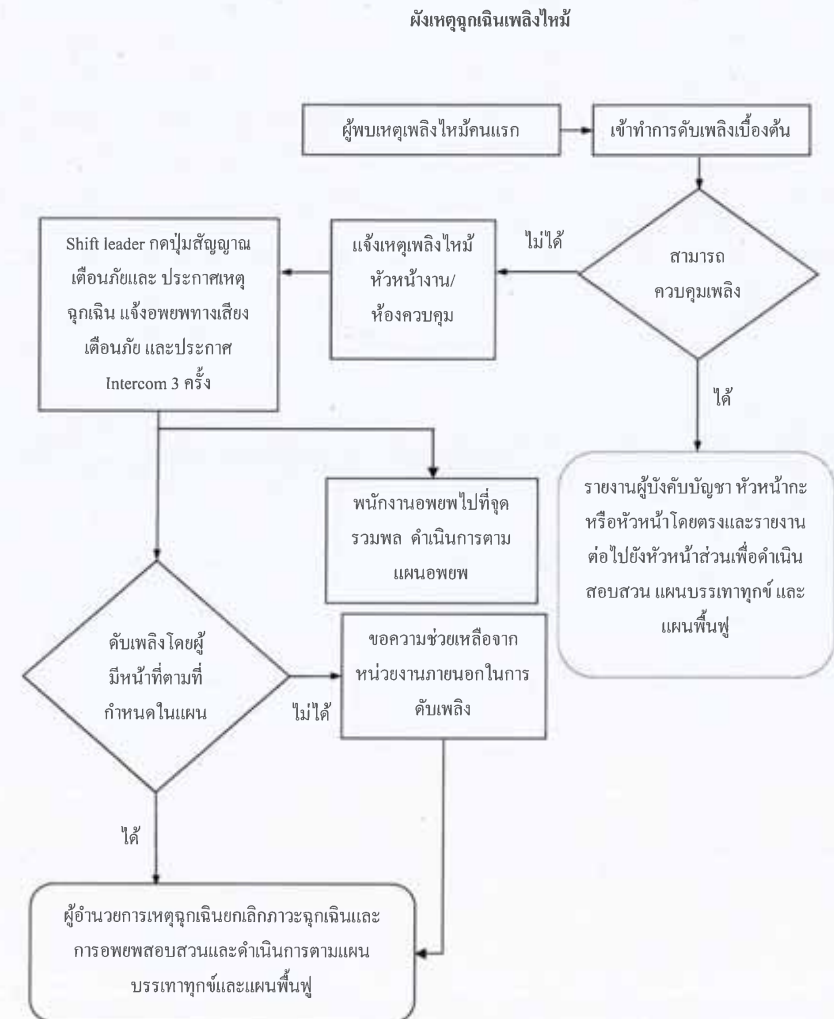 ผังเหตุฉุกเฉินเพลิงไหม้
ผู้พบเหตุเพลิงไหม้คนแรก
เข้าทำการดับเพลิงเบื้องต้น
สามารถ
ควบคุมเพลิง
ไม่ได้
แจ้งเหตุเพลิงไหม้
หัวหน้างาน/
ห้องควบคุม
Shift leader กดปุ่มสัญญาณ
เตือนภัยและ ประกาศเหตุ
ฉุกเฉิน แจ้งอพยพทางเสียง
เตือนภัย และประกาศ
Intercom 3 ครั้ง
ได้
รายงานผู้บังคับบัญชา หัวหน้ากะ
หรือหัวหน้าโดยตรงและรายงาน
ต่อไปยังหัวหน้าส่วนเพื่อดำเนิน
สอบสวน แผนบรรเทาทุกข์ และ
แผนพื้นฟู
พนักงานอพยพไปที่จุด
รวมพล ดำเนินการตาม
แผนอพยพ
ดับเพลิงโดยผู้
มีหน้าที่ตามที่
กำหนดในแผน
ไม่ได้
ขอความช่วยเหลือจาก
หน่วยงานภายนอกในการ
ดับเพลิง
ได้
ผู้อำนวยการเหตุฉุกเฉินยกเลิกภาวะฉุกเฉินและ
การอพยพสอบสวนและดำเนินการตามแผน
บรรเทาทุกข์และแผนพื้นฟู